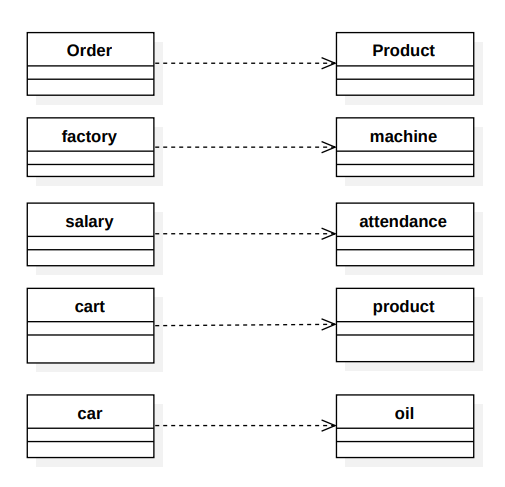 Order
Product
factory
machine
salary
attendance
cart
product
car
oil